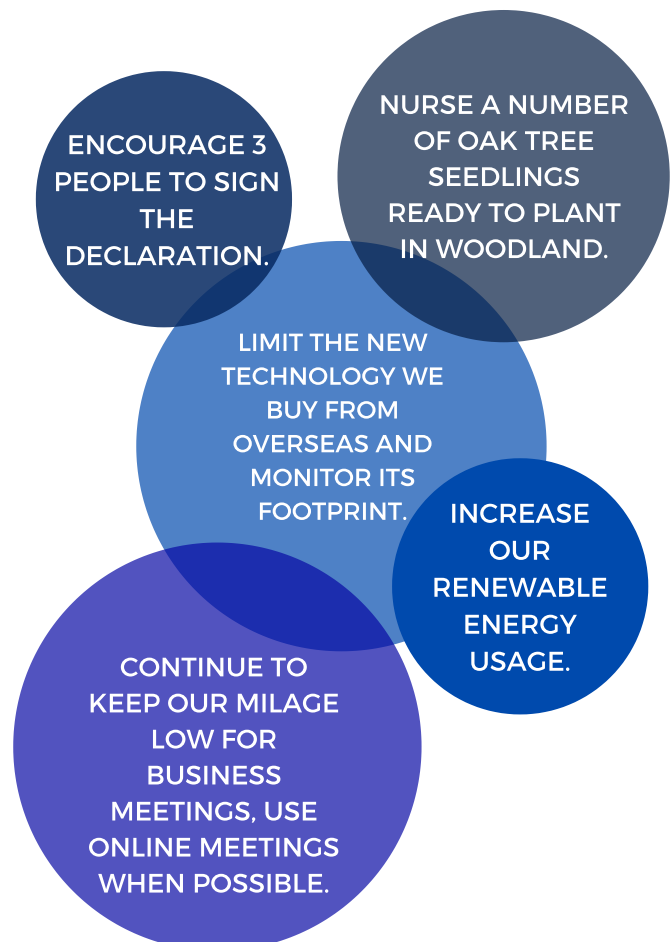 ENCOURAGE 3
PEOPLE TO SIGN
THE
DECLARATION.
NURSE A NUMBER
OF OAK TREE
SEEDLINGS
READY TO PLANT
IN WOODLAND.
LIMIT THE NEW
TECHNOLOGY WE
BUY FROM
OVERSEAS AND
MONITOR ITS
FOOTPRINT.
INCREASE
OUR
RENEWABLE
ENERGY
USAGE.
CONTINUE TO
KEEP OUR MILAGE
LOW FOR
BUSINESS
MEETINGS, USE
ONLINE MEETINGS
WHEN POSSIBLE.